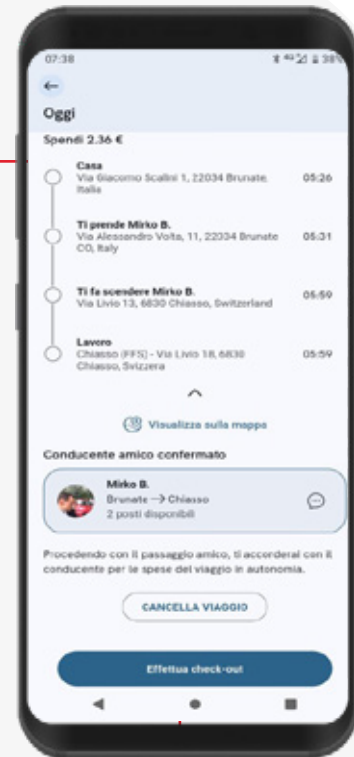 07:38 4G 38%
Oggi
Spendi 2.36 €
Casa
Via Giacomo Scalini 1, 22034 Brunate, 05:26
Italia
Ti prende Mirko B.
Via Alessandro Volta, 11, 22034 Brunate 05:31
CO, Italy
Ti fa scendere Mirko B.
Via Livio 13, 6830 Chiasso, Switzerland 05:59
Lavoro
Chiasso (FFS) - Via Livio 18, 6830 05:59
Chiasso, Svizzera
Visualizza sulla mappa
Conducente amico confermato
Mirko B.
Brunate → Chiasso
2 posti disponibili
Procedendo con il passaggio amico, ti accorderai con il
conducente per le spese del viaggio in autonomia.
CANCELLA VIAGGIO
Effettua check-out